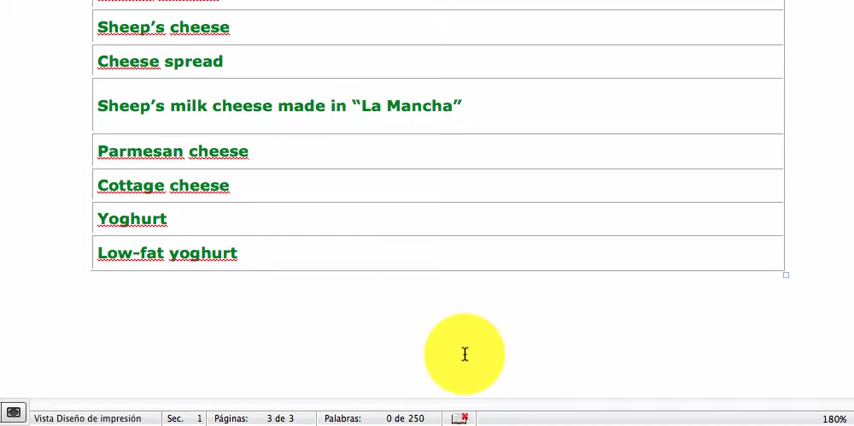 Sheep’s cheese
Cheese spread
Sheep’s milk cheese made in “La Mancha”
Parmesan cheese
Cottage cheese
Yoghurt
Low-fat yoghurt
Vista Diseño de impresión Sec. 1 Páginas: 3 de 3 Palabras: 0 de 250 180%